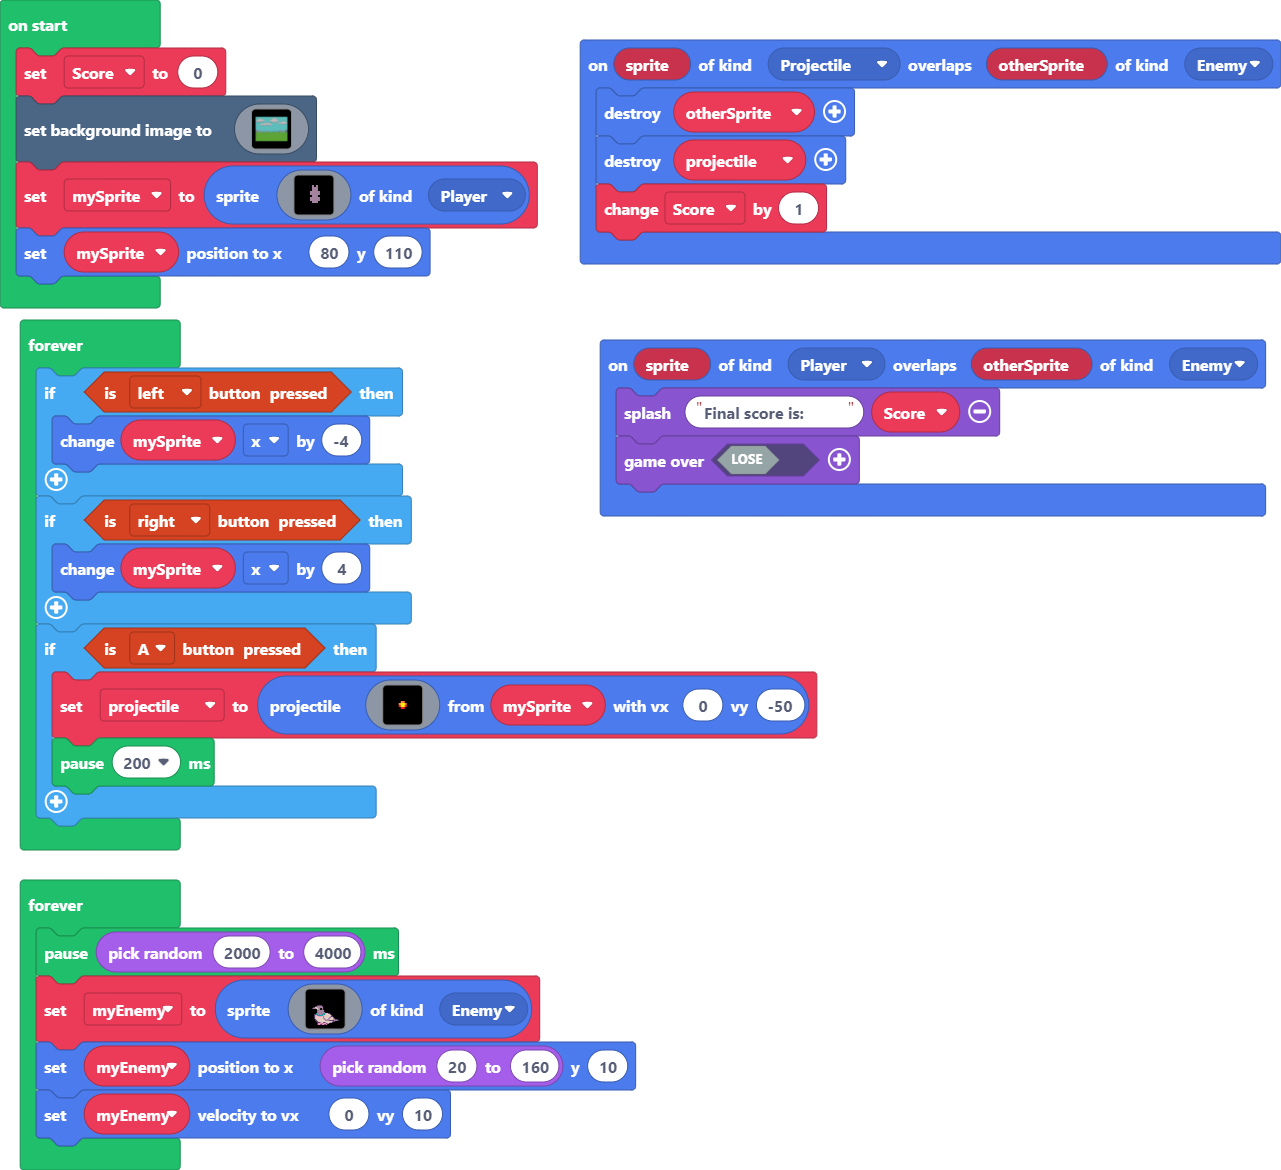 on start
set Score to 0
set background image to
set mySprite to sprite of kind Player
set mySprite position to x 80 y 110
on sprite of kind Projectile overlaps otherSprite of kind Enemy
destroy otherSprite
destroy projectile
change Score by 1
forever
if is left button pressed then
change mySprite x by -4
if is right button pressed then
change mySprite x by 4
if is A button pressed then
set projectile to projectile from mySprite with vx 0 vy -50
pause 200 ms
on sprite of kind Player overlaps otherSprite of kind Enemy
splash "Final score is: " Score
game over LOSE
forever
pause pick random 2000 to 4000 ms
set myEnemy to sprite of kind Enemy
set myEnemy position to x pick random 20 to 160 y 10
set myEnemy velocity to vx 0 vy 10